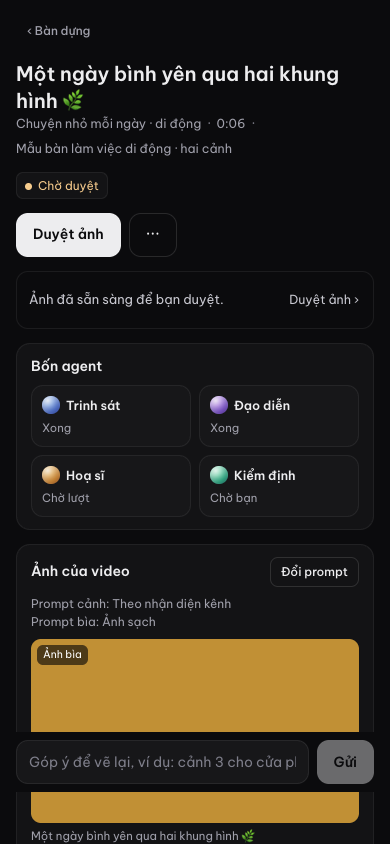 ‹ Bàn dựng
Một ngày bình yên qua hai khung
hình 🌿
Chuyện nhỏ mỗi ngày · di động · 0:06 ·
Mẫu bàn làm việc di động · hai cảnh
Chờ duyệt
Duyệt ảnh
···
Ảnh đã sẵn sàng để bạn duyệt.
Duyệt ảnh ›
Bốn agent
Trinh sát
Đạo diễn
Xong
Xong
Hoạ sĩ
Kiểm định
Chờ lượt
Chờ bạn
Ảnh của video
Đổi prompt
Prompt cảnh: Theo nhận diện kênh
Prompt bìa: Ảnh sạch
Ảnh bìa
Góp ý để vẽ lại, ví dụ: cảnh 3 cho cửa
Gửi
Một ngày bình yên qua hai khung hình 🌿